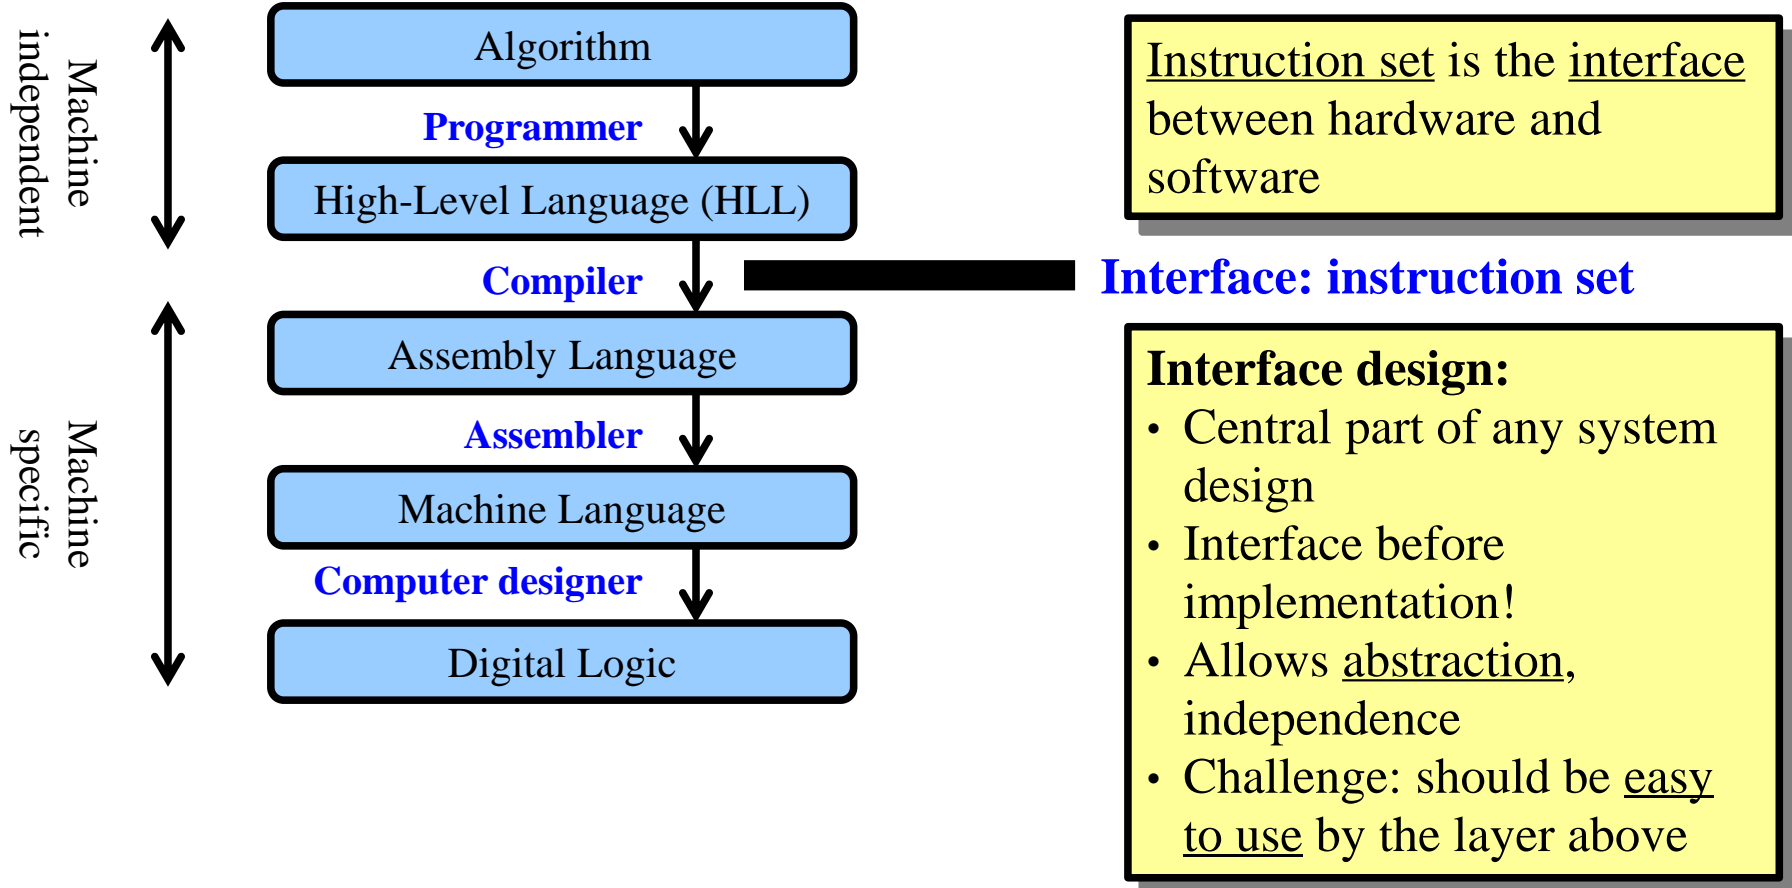 Machine
independent
Algorithm
Programmer
High-Level Language (HLL)
Compiler
Machine
specific
Assembly Language
Assembler
Machine Language
Computer designer
Digital Logic
Instruction set is the interface
between hardware and
software
Interface: instruction set
Interface design:
• Central part of any system
design
• Interface before
implementation!
• Allows abstraction,
independence
• Challenge: should be easy
to use by the layer above